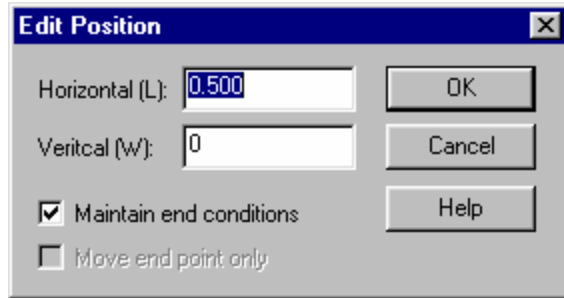 Edit Position
Horizontal (L): 0.500 OK
Veritcal (W): 0 Cancel
Maintain end conditions Help
Move end point only